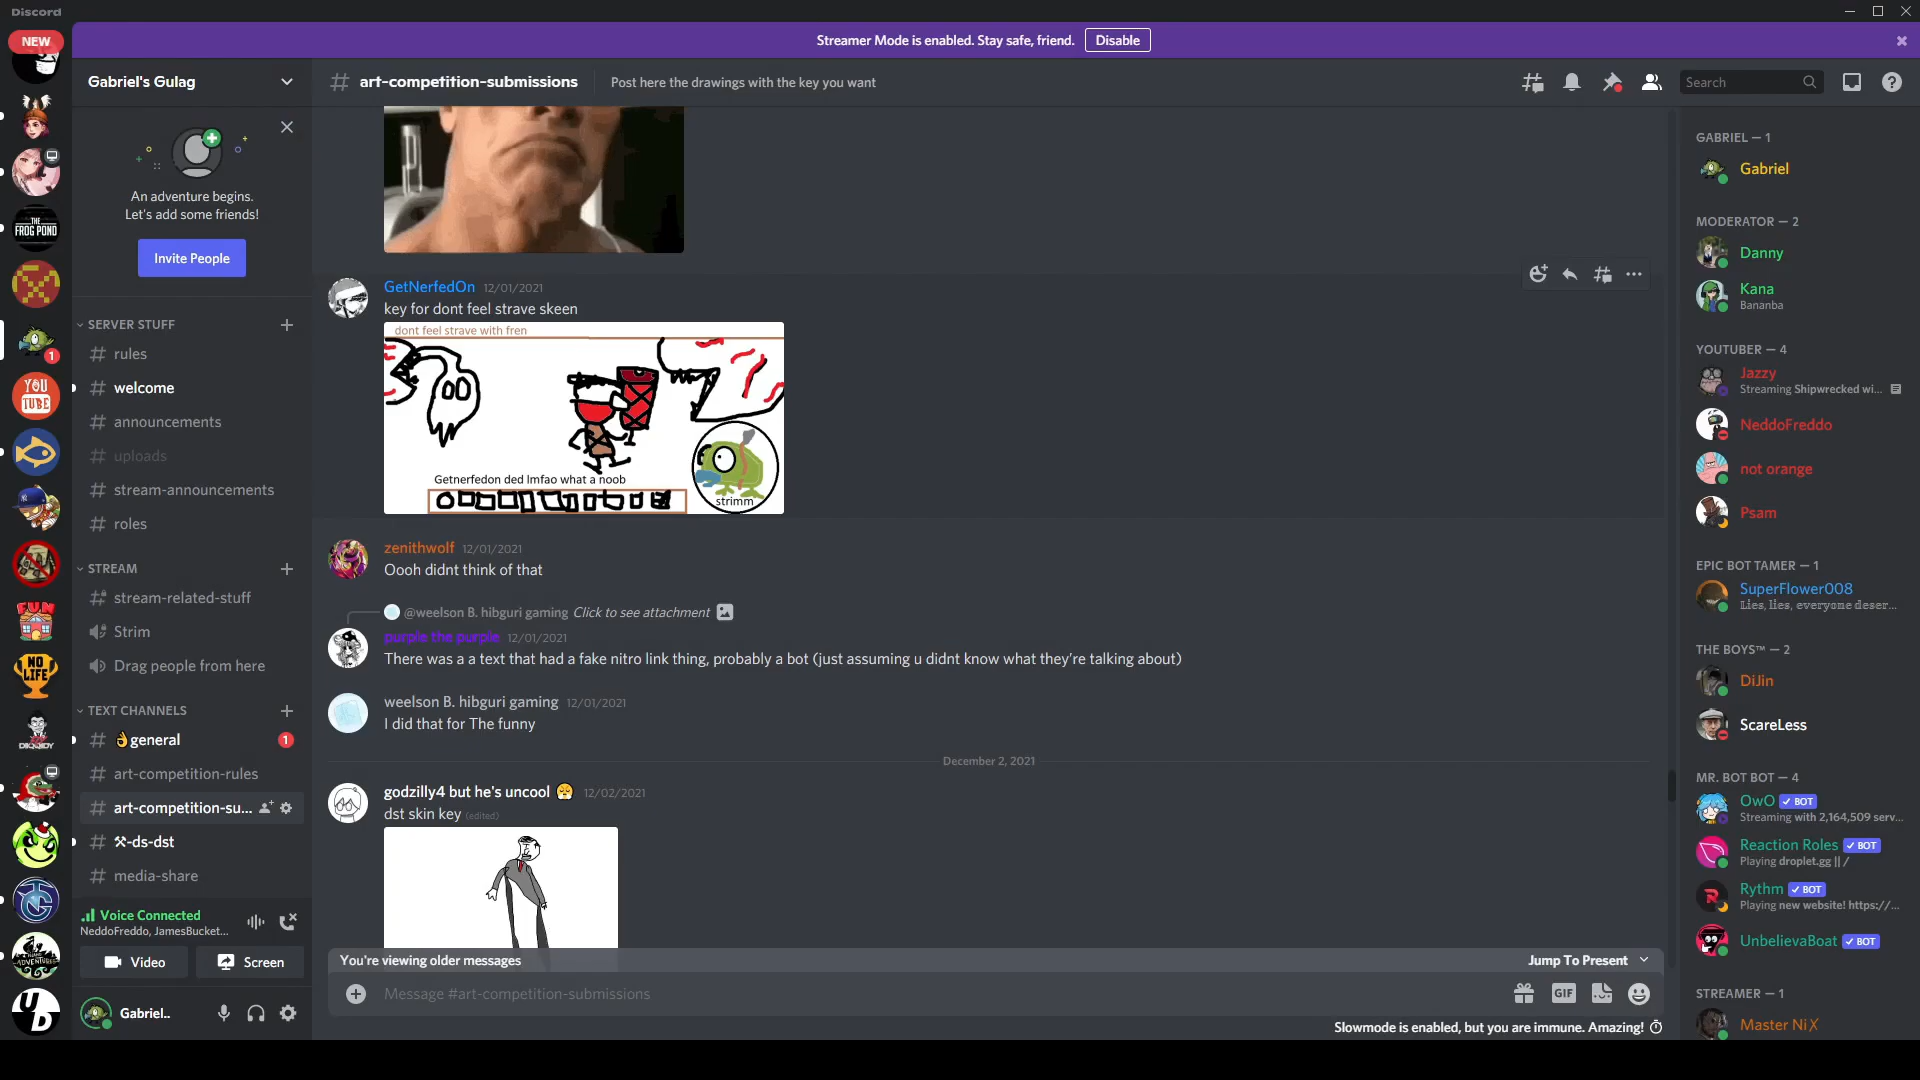 Discord
Streamer Mode is enabled. Stay safe, friend. Disable
NEW
Gabriel's Gulag
art-competition-submissions
Post here the drawings with the key you want
Search
An adventure begins.
Let's add some friends!
Invite People
SERVER STUFF
rules
welcome
announcements
uploads
stream-announcements
roles
STREAM
stream-related-stuff
Strim
Drag people from here
TEXT CHANNELS
👌general
1
art-competition-rules
art-competition-su...
⚒-ds-dst
media-share
Voice Connected
NeddoFreddo, JamesBucket...
Video
Screen
Gabriel..
THE
FROG POND
1
YOU
TUBE
FUN
NO
LIFE
U
D
GetNerfedOn 12/01/2021
key for dont feel strave skeen
dont feel strave with fren
Getnerfedon ded lmfao what a noob
strimm
zenithwolf 12/01/2021
Oooh didnt think of that
@weelson B. hibguri gaming Click to see attachment
purple the purple 12/01/2021
There was a a text that had a fake nitro link thing, probably a bot (just assuming u didnt know what they're talking about)
weelson B. hibguri gaming 12/01/2021
I did that for The funny
December 2, 2021
godzilly4 but he's uncool 12/02/2021
dst skin key (edited)
You're viewing older messages
Jump To Present
Message #art-competition-submissions
GIF
Slowmode is enabled, but you are immune. Amazing!
GABRIEL — 1
Gabriel
MODERATOR — 2
Danny
Kana
Bananba
YOUTUBER — 4
Jazzy
Streaming Shipwrecked wi...
NeddoFreddo
not orange
Psam
EPIC BOT TAMER — 1
SuperFlower008
Lies, lies, everyone deser...
THE BOYS™ — 2
DiJin
ScareLess
MR. BOT BOT — 4
OwO ✓ BOT
Streaming with 2,164,509 serv...
Reaction Roles ✓ BOT
Playing droplet.gg || /
Rythm ✓ BOT
Playing new website! https://...
UnbelievaBoat ✓ BOT
STREAMER — 1
Master NiX